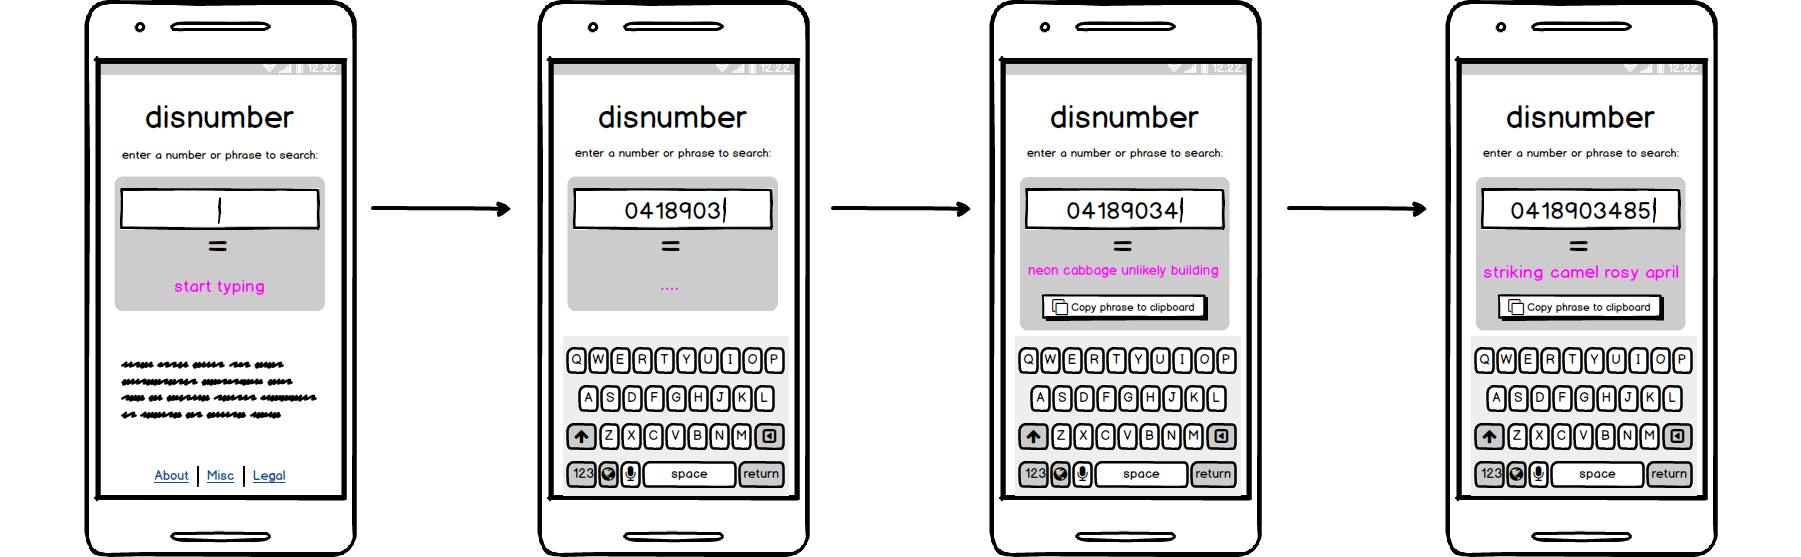 12:22
disnumber
enter a number or phrase to search:
=
start typing
About | Misc | Legal
12:22
disnumber
enter a number or phrase to search:
0418903
=
....
Q W E R T Y U I O P
A S D F G H J K L
Z X C V B N M
123 space return
12:22
disnumber
enter a number or phrase to search:
04189034
=
neon cabbage unlikely building
Copy phrase to clipboard
Q W E R T Y U I O P
A S D F G H J K L
Z X C V B N M
123 space return
12:22
disnumber
enter a number or phrase to search:
0418903485
=
striking camel rosy april
Copy phrase to clipboard
Q W E R T Y U I O P
A S D F G H J K L
Z X C V B N M
123 space return